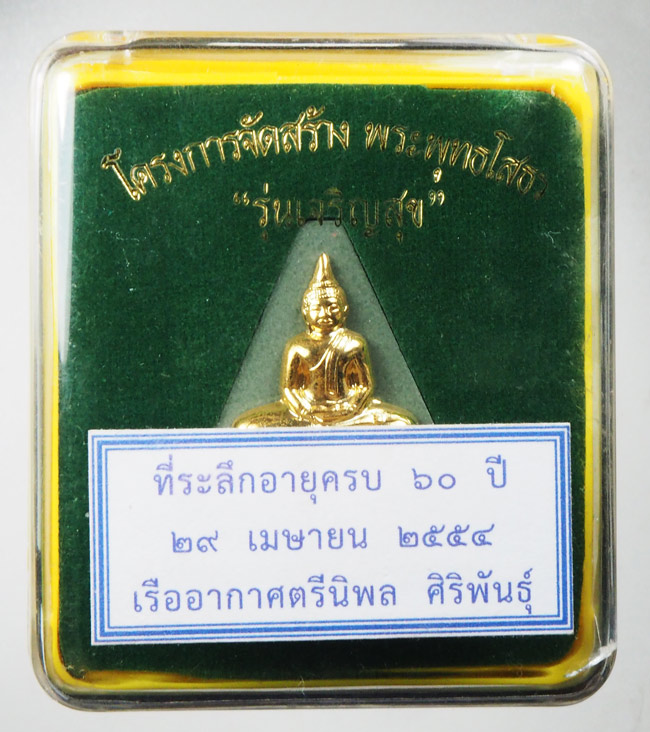 โครงการจัดสร้าง พระพุทธโสธร
“รุ่นเจริญสุข”
ที่ระลึกอายุครบ ๖๐ ปี
๒๙ เมษายน ๒๕๕๔
เรืออากาศตรีนิพล ศิริพันธุ์